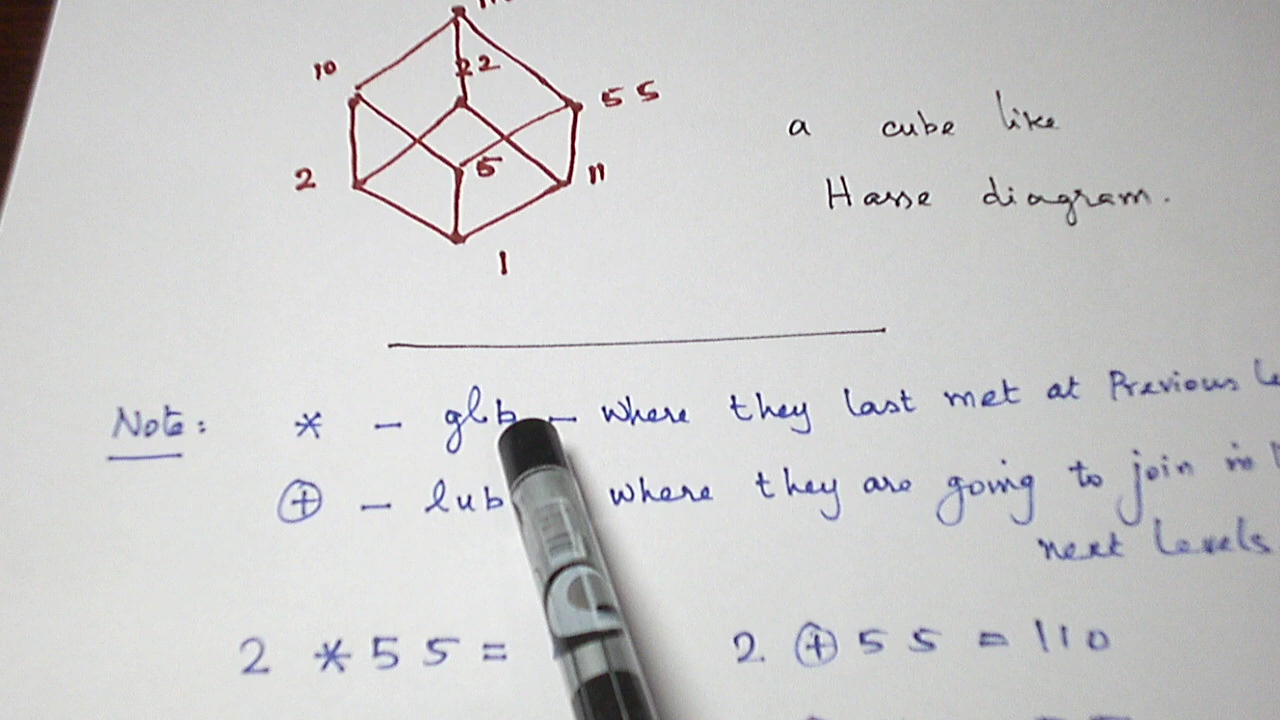 22
10
55
a cube like
5
2
11
Hasse diagram.
1
Note: * - glb - where they last met at Previous
⊕ - lub where they are going to join in
next levels
2 * 55 = 2 ⊕ 55 = 110